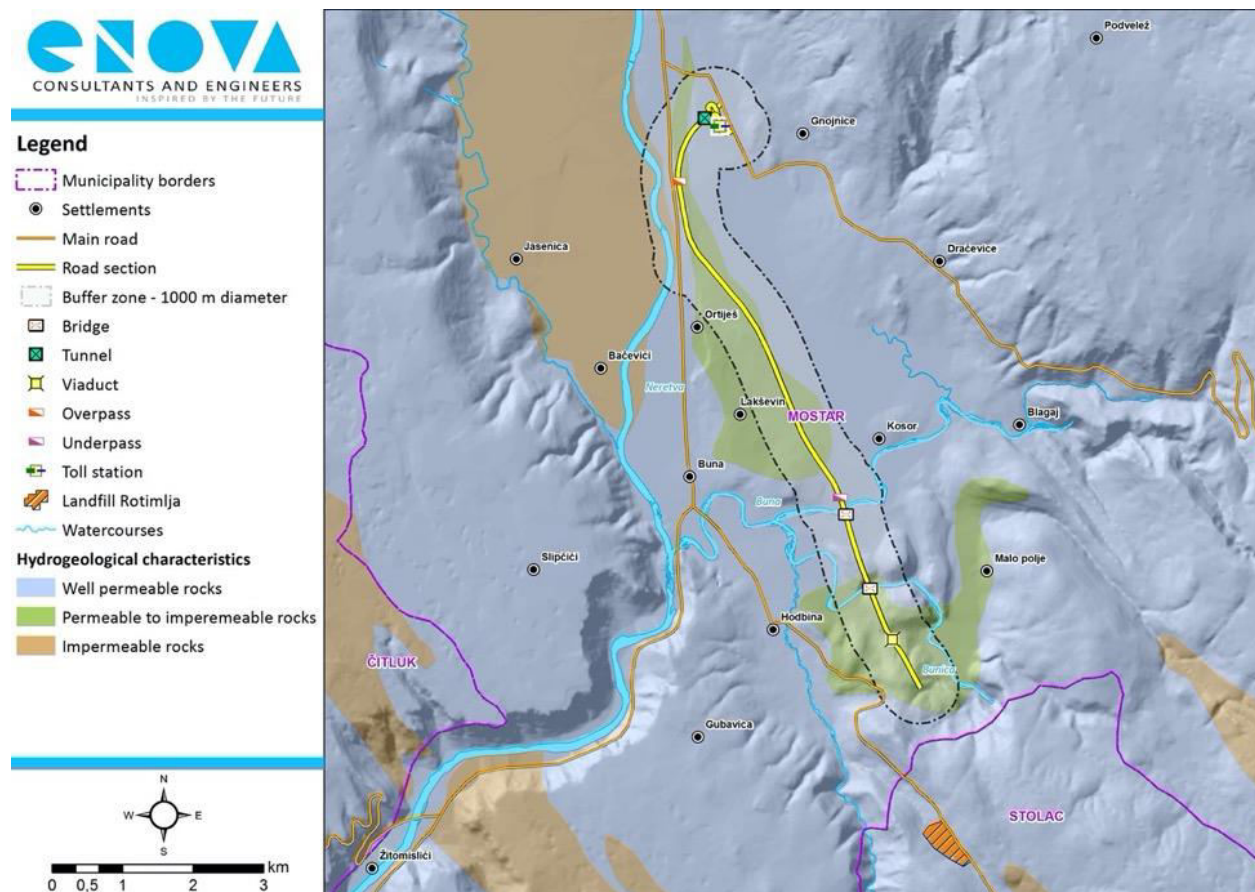 eNOVA
CONSULTANTS AND ENGINEERS
INSPIRED BY THE FUTURE
Legend
Municipality borders
Settlements
Main road
Road section
Buffer zone - 1000 m diameter
Bridge
Tunnel
Viaduct
Overpass
Underpass
Toll station
Landfill Rotimlja
Watercourses
Hydrogeological characteristics
Well permeable rocks
Permeable to imperemeable rocks
Impermeable rocks
N
W E
S
km
0 0,5 1 2 3
Podvelež
Gnojnice
Jasenica
Dračevice
Ortiješ
Bačevići
Neretva
Lakševin
MOSTAR
Blagaj
Kosor
Buna
Buna
Slipčići
Malo polje
Hodbina
ČITLUK
Bunica
Gubavica
STOLAC
Žitomislići